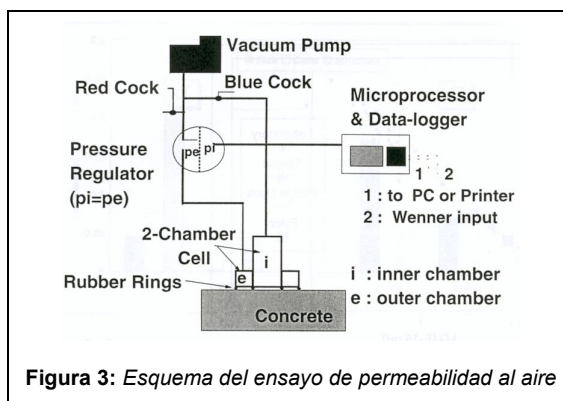 Vacuum Pump
Blue Cock
Red Cock
Microprocessor
& Data-logger
pe pi
Pressure
Regulator
(pi=pe)
1 2
1 : to PC or Printer
2 : Wenner input
2-Chamber
Cell
i
e
Rubber Rings
i : inner chamber
e : outer chamber
Concrete
Figura 3: Esquema del ensayo de permeabilidad al aire